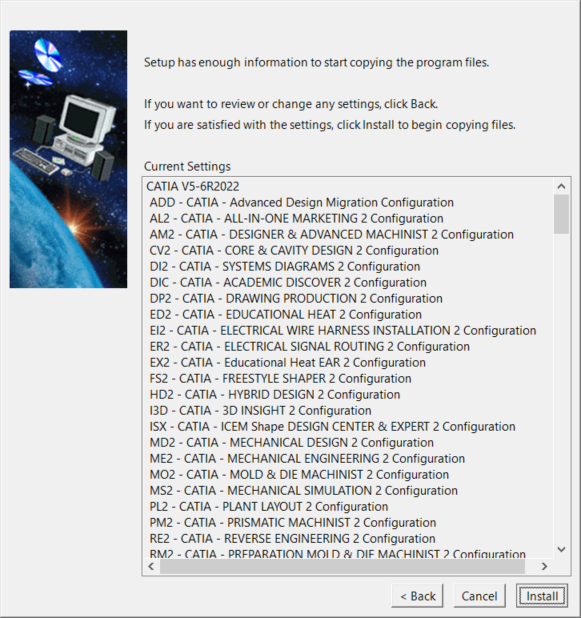 Setup has enough information to start copying the program files.
If you want to review or change any settings, click Back.
If you are satisfied with the settings, click Install to begin copying files.
Current Settings
CATIA V5-6R2022
ADD - CATIA - Advanced Design Migration Configuration
AL2 - CATIA - ALL-IN-ONE MARKETING 2 Configuration
AM2 - CATIA - DESIGNER & ADVANCED MACHINIST 2 Configuration
CV2 - CATIA - CORE & CAVITY DESIGN 2 Configuration
DI2 - CATIA - SYSTEMS DIAGRAMS 2 Configuration
DIC - CATIA - ACADEMIC DISCOVER 2 Configuration
DP2 - CATIA - DRAWING PRODUCTION 2 Configuration
ED2 - CATIA - EDUCATIONAL HEAT 2 Configuration
EI2 - CATIA - ELECTRICAL WIRE HARNESS INSTALLATION 2 Configuration
ER2 - CATIA - ELECTRICAL SIGNAL ROUTING 2 Configuration
EX2 - CATIA - Educational Heat EAR 2 Configuration
FS2 - CATIA - FREESTYLE SHAPER 2 Configuration
HD2 - CATIA - HYBRID DESIGN 2 Configuration
I3D - CATIA - 3D INSIGHT 2 Configuration
ISX - CATIA - ICEM Shape DESIGN CENTER & EXPERT 2 Configuration
MD2 - CATIA - MECHANICAL DESIGN 2 Configuration
ME2 - CATIA - MECHANICAL ENGINEERING 2 Configuration
MO2 - CATIA - MOLD & DIE MACHINIST 2 Configuration
MS2 - CATIA - MECHANICAL SIMULATION 2 Configuration
PL2 - CATIA - PLANT LAYOUT 2 Configuration
PM2 - CATIA - PRISMATIC MACHINIST 2 Configuration
RE2 - CATIA - REVERSE ENGINEERING 2 Configuration
RM2 - CATIA - PREPARATION MOLD & DIE MACHINIST 2 Configuration
< Back Cancel Install